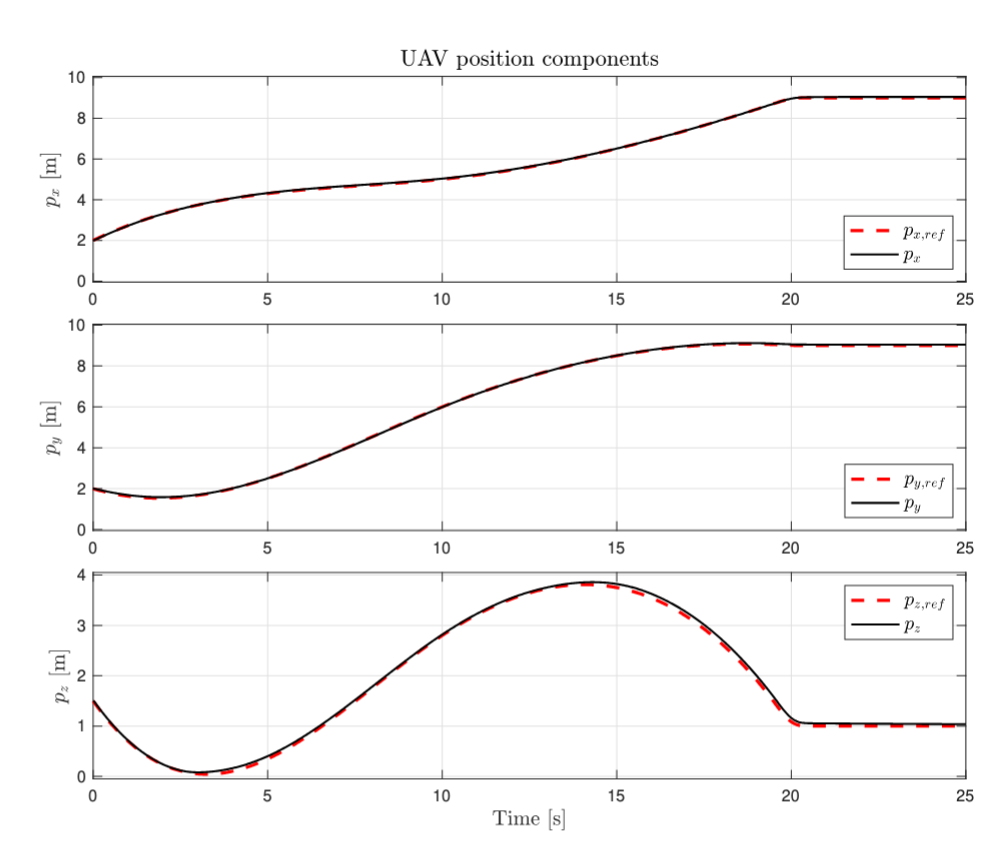 UAV position components
10
8
6
4
2
0
p_x [m]
p_{x,ref}
p_x
0 5 10 15 20 25
10
8
6
4
2
0
p_y [m]
p_{y,ref}
p_y
0 5 10 15 20 25
4
3
2
1
0
p_z [m]
p_{z,ref}
p_z
0 5 10 15 20 25
Time [s]